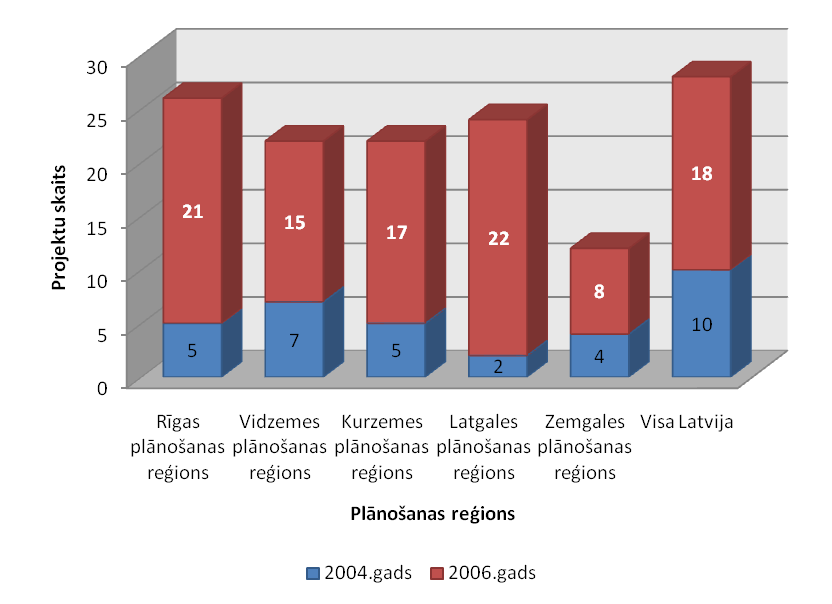 Projektu skaits
30
25
20
15
10
5
0
21
15
17
22
8
18
5
7
5
2
4
10
Rīgas plānošanas reģions
Vidzemes plānošanas reģions
Kurzemes plānošanas reģions
Latgales plānošanas reģions
Zemgales plānošanas reģions
Visa Latvija
Plānošanas reģions
2004.gads
2006.gads